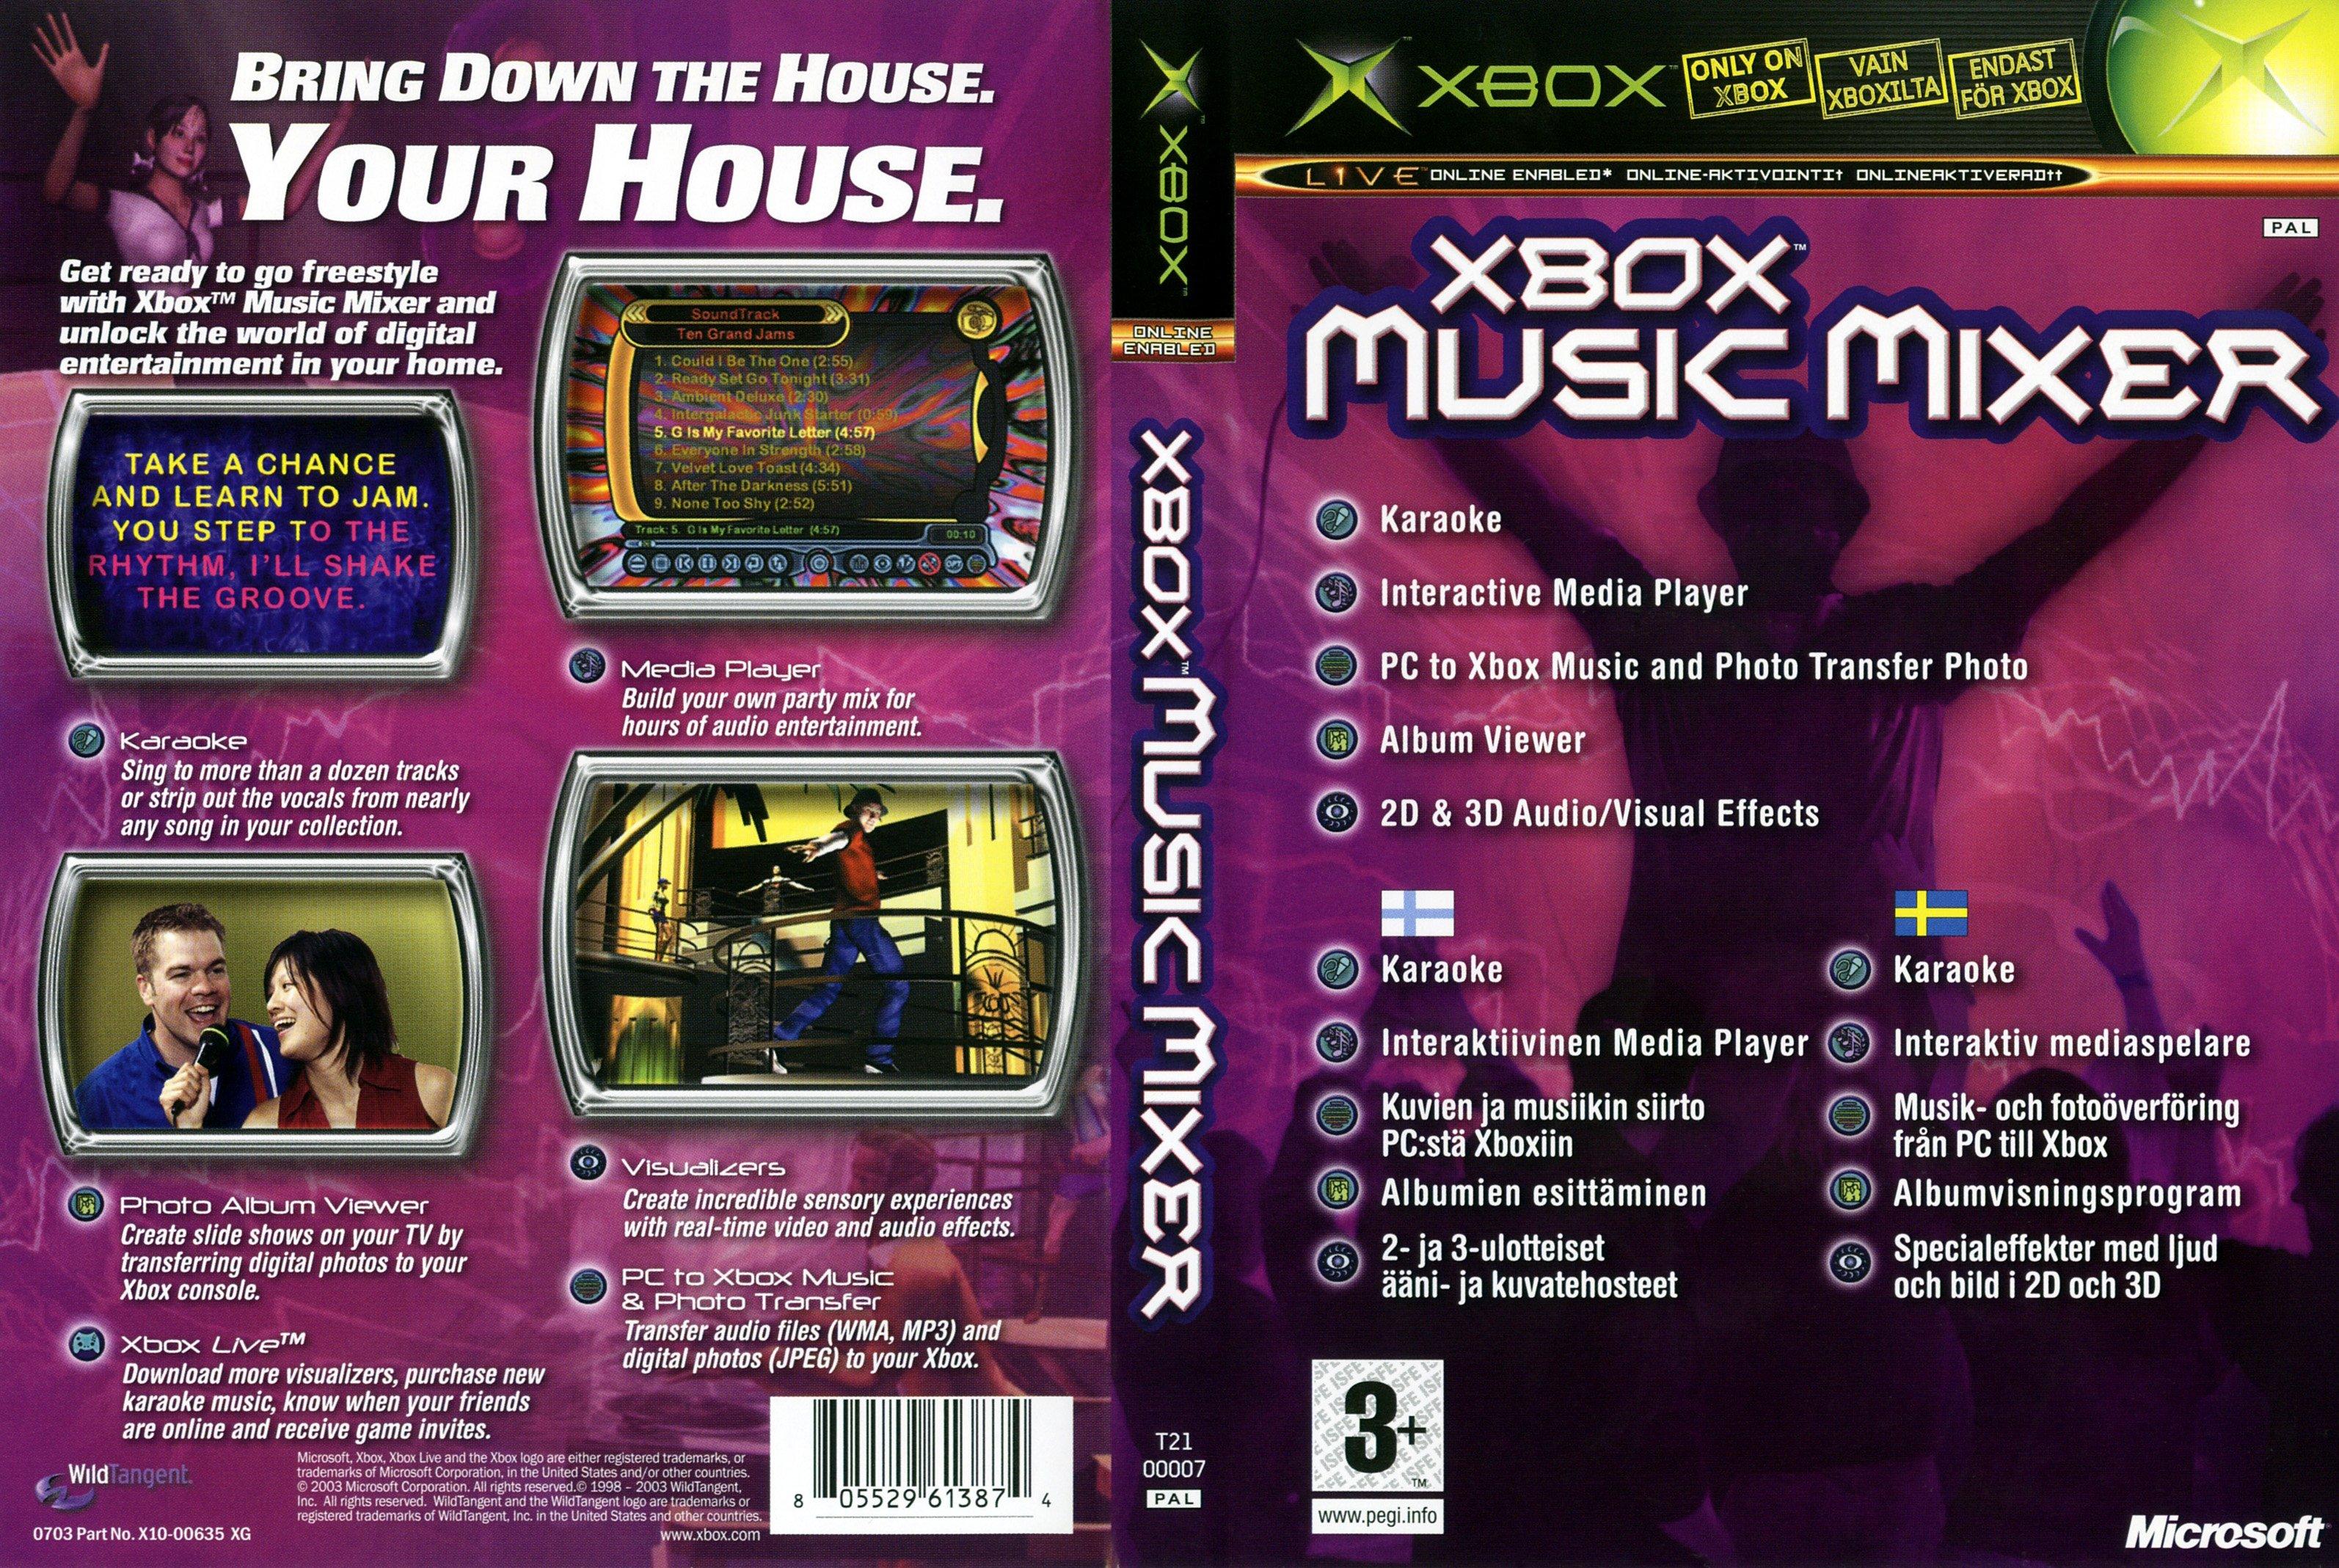 BRING DOWN THE HOUSE.
YOUR HOUSE.
Get ready to go freestyle
with Xbox™ Music Mixer and
unlock the world of digital
entertainment in your home.
TAKE A CHANCE
AND LEARN TO JAM.
YOU STEP TO THE
RHYTHM, I'LL SHAKE
THE GROOVE.
Karaoke
Sing to more than a dozen tracks
or strip out the vocals from nearly
any song in your collection.
Photo Album Viewer
Create slide shows on your TV by
transferring digital photos to your
Xbox console.
Xbox Live™
Download more visualizers, purchase new
karaoke music, know when your friends
are online and receive game invites.
SoundTrack
Ten Grand Jams
1. Could I Be The One (2:55)
2. Ready Set Go Tonight (3:31)
3. Ambient Deluxe (2:30)
4. Intergalactic Junk Starter (0:59)
5. G Is My Favorite Letter (4:57)
6. Everyone In Strength (2:58)
7. Velvet Love Toast (4:34)
8. After The Darkness (5:51)
9. None Too Shy (2:52)
Track: 5. G Is My Favorite Letter (4:57)
00:10
OPT
Media Player
Build your own party mix for
hours of audio entertainment.
Visualizers
Create incredible sensory experiences
with real-time video and audio effects.
PC to Xbox Music
& Photo Transfer
Transfer audio files (WMA, MP3) and
digital photos (JPEG) to your Xbox.
WildTangent.
0703 Part No. X10-00635 XG
Microsoft, Xbox, Xbox Live and the Xbox logo are either registered trademarks, or
trademarks of Microsoft Corporation, in the United States and/or other countries.
© 2003 Microsoft Corporation. All rights reserved.© 1998 – 2003 WildTangent,
Inc. All rights reserved. WildTangent and the WildTangent logo are trademarks or
registered trademarks of WildTangent, Inc. in the United States and other countries.
www.xbox.com
8 05529 61387 4
XBOX™
ONLINE
ENABLED
XBOX™ MUSIC MIXER
T21
00007
PAL
XBOX™
ONLY ON
XBOX
VAIN
XBOXILTA
ENDAST
FÖR XBOX
LIVE™ ONLINE ENABLED* ONLINE-AKTIVOINTI† ONLINEAKTIVERAD††
PAL
XBOX™
MUSIC MIXER
Karaoke
Interactive Media Player
PC to Xbox Music and Photo Transfer Photo
Album Viewer
2D & 3D Audio/Visual Effects
Karaoke
Interaktiivinen Media Player
Kuvien ja musiikin siirto
PC:stä Xboxiin
Albumien esittäminen
2- ja 3-ulotteiset
ääni- ja kuvatehosteet
Karaoke
Interaktiv mediaspelare
Musik- och fotoöverföring
från PC till Xbox
Albumvisningsprogram
Specialeffekter med ljud
och bild i 2D och 3D
3+
™
www.pegi.info
Microsoft